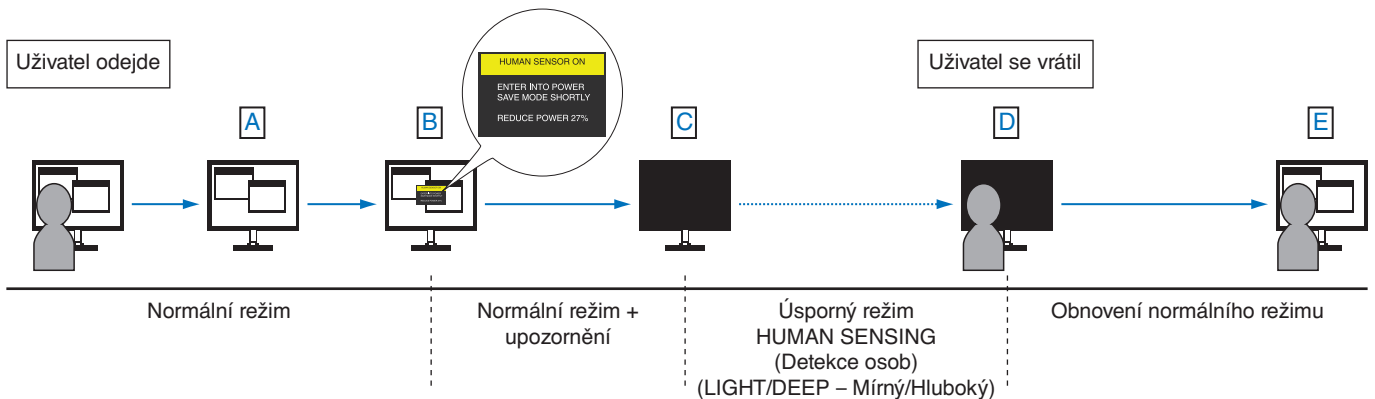 Uživatel odejde
HUMAN SENSOR ON
ENTER INTO POWER
SAVE MODE SHORTLY
REDUCE POWER 27%
Uživatel se vrátil
A
B
C
D
E
Normální režim
Normální režim +
upozornění
Úsporný režim
HUMAN SENSING
(Detekce osob)
(LIGHT/DEEP – Mírný/Hluboký)
Obnovení normálního režimu